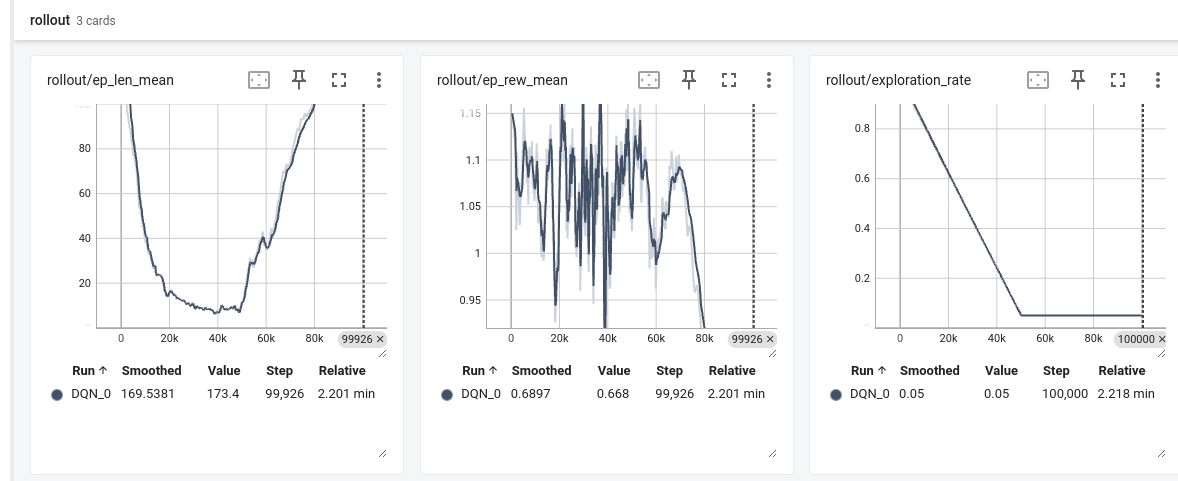 rollout 3 cards
rollout/ep_len_mean
80
60
40
20
0 20k 40k 60k 80k 99926 ×
Run ↑ Smoothed Value Step Relative
DQN_0 169.5381 173.4 99,926 2.201 min
rollout/ep_rew_mean
1.15
1.1
1.05
1
0.95
0 20k 40k 60k 80k 99926 ×
Run ↑ Smoothed Value Step Relative
DQN_0 0.6897 0.668 99,926 2.201 min
rollout/exploration_rate
0.8
0.6
0.4
0.2
0 20k 40k 60k 80k 100000 ×
Run ↑ Smoothed Value Step Relative
DQN_0 0.05 0.05 100,000 2.218 min